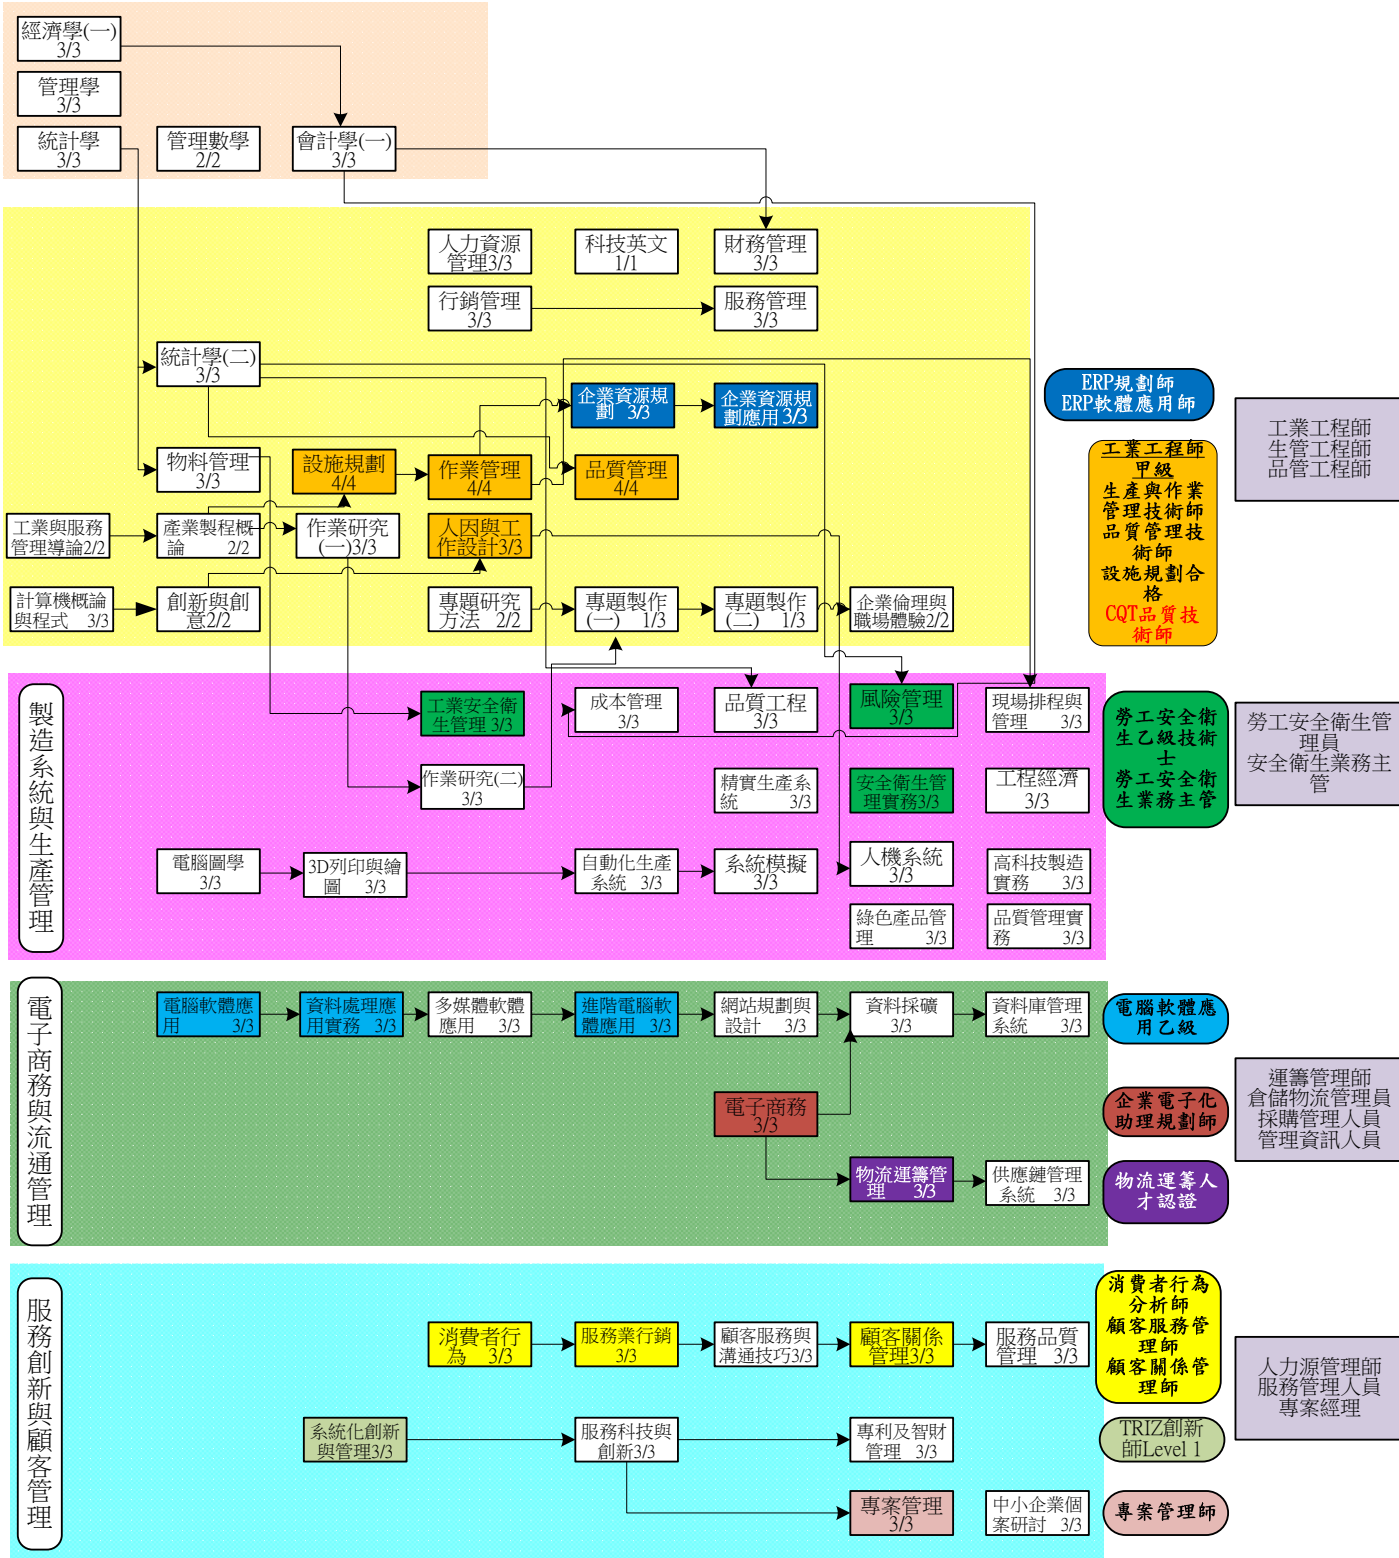 經濟學(一)
3/3
管理學
3/3
統計學
3/3
管理數學
2/2
會計學(一)
3/3
人力資源
管理3/3
科技英文
1/1
財務管理
3/3
行銷管理
3/3
服務管理
3/3
統計學(二)
3/3
企業資源規
劃 3/3
企業資源規
劃應用 3/3
物料管理
3/3
設施規劃
4/4
作業管理
4/4
品質管理
4/4
工業與服務
管理導論2/2
產業製程概
論 2/2
作業研究
(一)3/3
人因與工
作設計3/3
計算機概論
與程式 3/3
創新與創
意2/2
專題研究
方法 2/2
專題製作
(一) 1/3
專題製作
(二) 1/3
企業倫理與
職場體驗2/2
ERP規劃師
ERP軟體應用師
工業工程師
甲級
生產與作業
管理技術師
品質管理技
術師
設施規劃合
格
CQT品質技
術師
工業工程師
生管工程師
品管工程師
製造系統與生產管理
工業安全衛
生管理 3/3
成本管理
3/3
品質工程
3/3
風險管理
3/3
現場排程與
管理 3/3
作業研究(二)
3/3
精實生產系
統 3/3
安全衛生管
理實務3/3
工程經濟
3/3
電腦圖學
3/3
3D列印與繪
圖 3/3
自動化生產
系統 3/3
系統模擬
3/3
人機系統
3/3
高科技製造
實務 3/3
綠色產品管
理 3/3
品質管理實
務 3/3
勞工安全衛
生乙級技術
士
勞工安全衛
生業務主管
勞工安全衛生管
理員
安全衛生業務主
管
電子商務與流通管理
電腦軟體應
用 3/3
資料處理應
用實務 3/3
多媒體軟體
應用 3/3
進階電腦軟
體應用 3/3
網站規劃與
設計 3/3
資料採礦
3/3
資料庫管理
系統 3/3
電子商務
3/3
物流運籌管
理 3/3
供應鏈管理
系統 3/3
電腦軟體應
用乙級
企業電子化
助理規劃師
物流運籌人
才認證
運籌管理師
倉儲物流管理員
採購管理人員
管理資訊人員
服務創新與顧客管理
消費者行
為 3/3
服務業行銷
3/3
顧客服務與
溝通技巧3/3
顧客關係
管理3/3
服務品質
管理 3/3
系統化創新
與管理3/3
服務科技與
創新3/3
專利及智財
管理 3/3
專案管理
3/3
中小企業個
案研討 3/3
消費者行為
分析師
顧客服務管
理師
顧客關係管
理師
TRIZ創新
師Level 1
專案管理師
人力源管理師
服務管理人員
專案經理